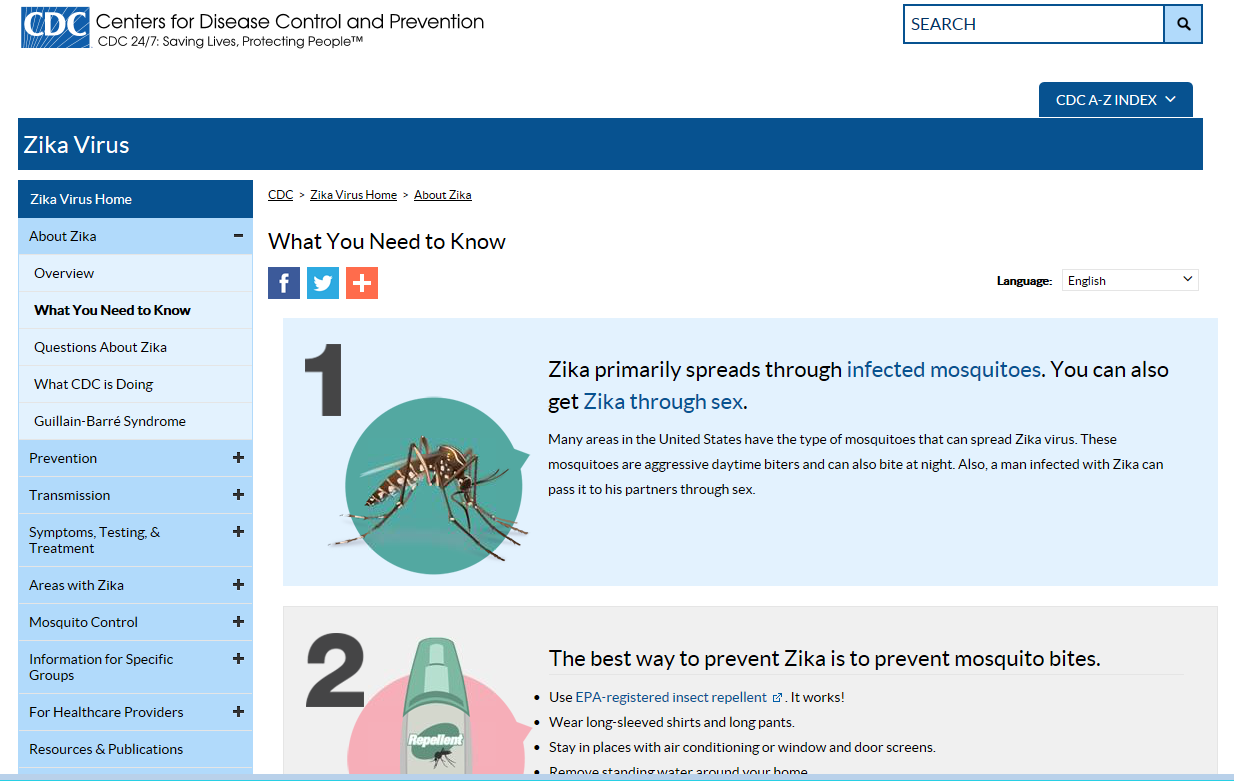 CDC Centers for Disease Control and Prevention
CDC 24/7: Saving Lives, Protecting People™
SEARCH
CDC A-Z INDEX
Zika Virus
Zika Virus Home
About Zika
Overview
What You Need to Know
Questions About Zika
What CDC is Doing
Guillain-Barré Syndrome
Prevention
Transmission
Symptoms, Testing, &
Treatment
Areas with Zika
Mosquito Control
Information for Specific
Groups
For Healthcare Providers
Resources & Publications
CDC > Zika Virus Home > About Zika
What You Need to Know
Language: English
1
Zika primarily spreads through infected mosquitoes. You can also
get Zika through sex.
Many areas in the United States have the type of mosquitoes that can spread Zika virus. These
mosquitoes are aggressive daytime biters and can also bite at night. Also, a man infected with Zika can
pass it to his partners through sex.
2
Repellent
The best way to prevent Zika is to prevent mosquito bites.
• Use EPA-registered insect repellent . It works!
• Wear long-sleeved shirts and long pants.
• Stay in places with air conditioning or window and door screens.
• Remove standing water around your home.